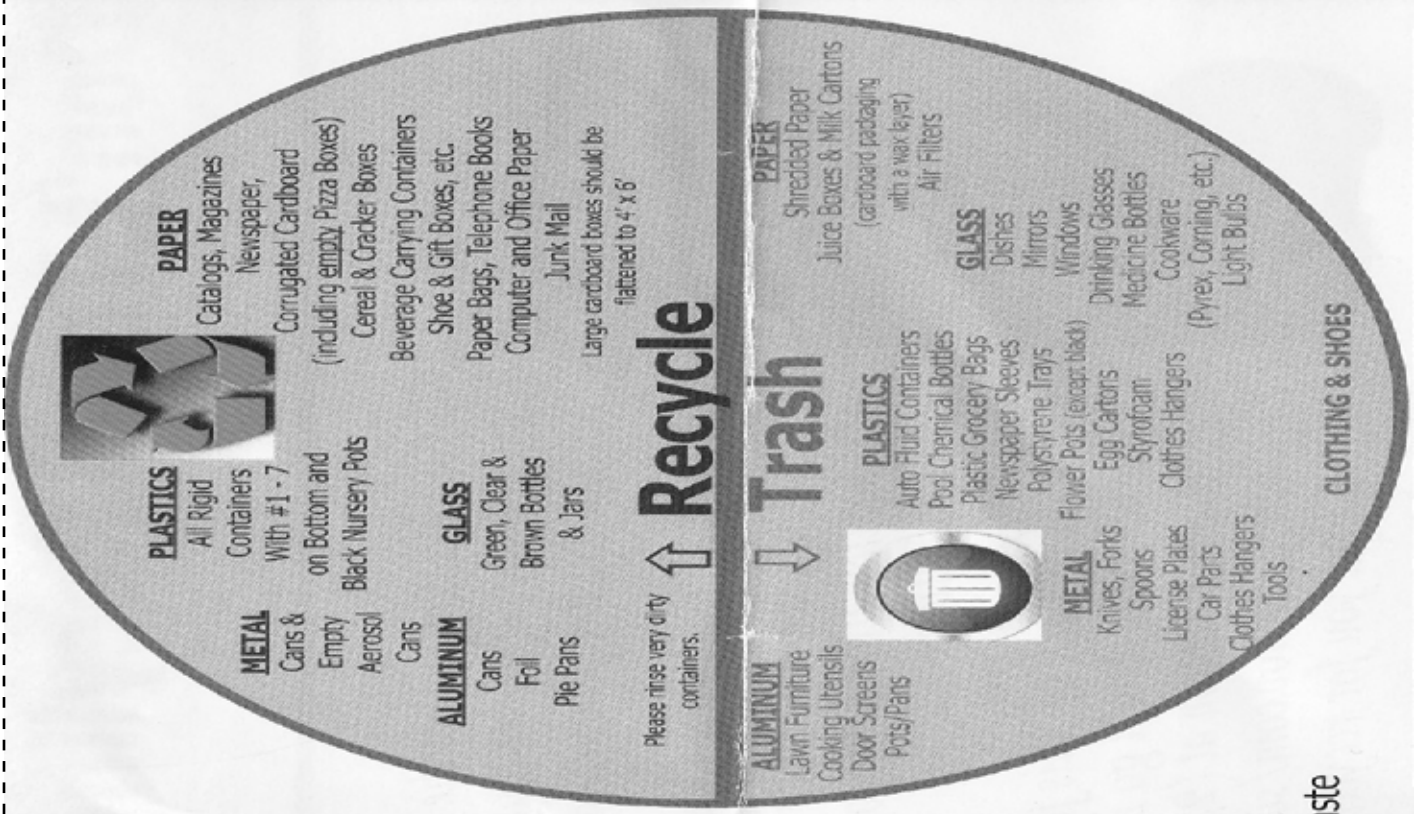 METAL
Cans &
Empty
Aerosol
Cans
ALUMINUM
Cans
Foil
Pie Pans
PLASTICS
All Rigid
Containers
With #1 - 7
on Bottom and
Black Nursery Pots
GLASS
Green, Clear &
Brown Bottles
& Jars
PAPER
Catalogs, Magazines
Newspaper,
Corrugated Cardboard
(including empty Pizza Boxes)
Cereal & Cracker Boxes
Beverage Carrying Containers
Shoe & Gift Boxes, etc.
Paper Bags, Telephone Books
Computer and Office Paper
Junk Mail
Large cardboard boxes should be
flattened to 4' x 6'
Please rinse very dirty
containers.
Recycle
Trash
ALUMINUM
Lawn Furniture
Cooking Utensils
Door Screens
Pots/Pans
METAL
Knives, Forks
Spoons
License Plates
Car Parts
Clothes Hangers
Tools
PLASTICS
Auto Fluid Containers
Pool Chemical Bottles
Plastic Grocery Bags
Newspaper Sleeves
Polystyrene Trays
Flower Pots (except black)
Egg Cartons
Styrofoam
Clothes Hangers
PAPER
Shredded Paper
Juice Boxes & Milk Cartons
(cardboard packaging
with a wax layer)
Air Filters
GLASS
Dishes
Mirrors
Windows
Drinking Glasses
Medicine Bottles
Cookware
(Pyrex, Corning, etc.)
Light Bulbs
CLOTHING & SHOES